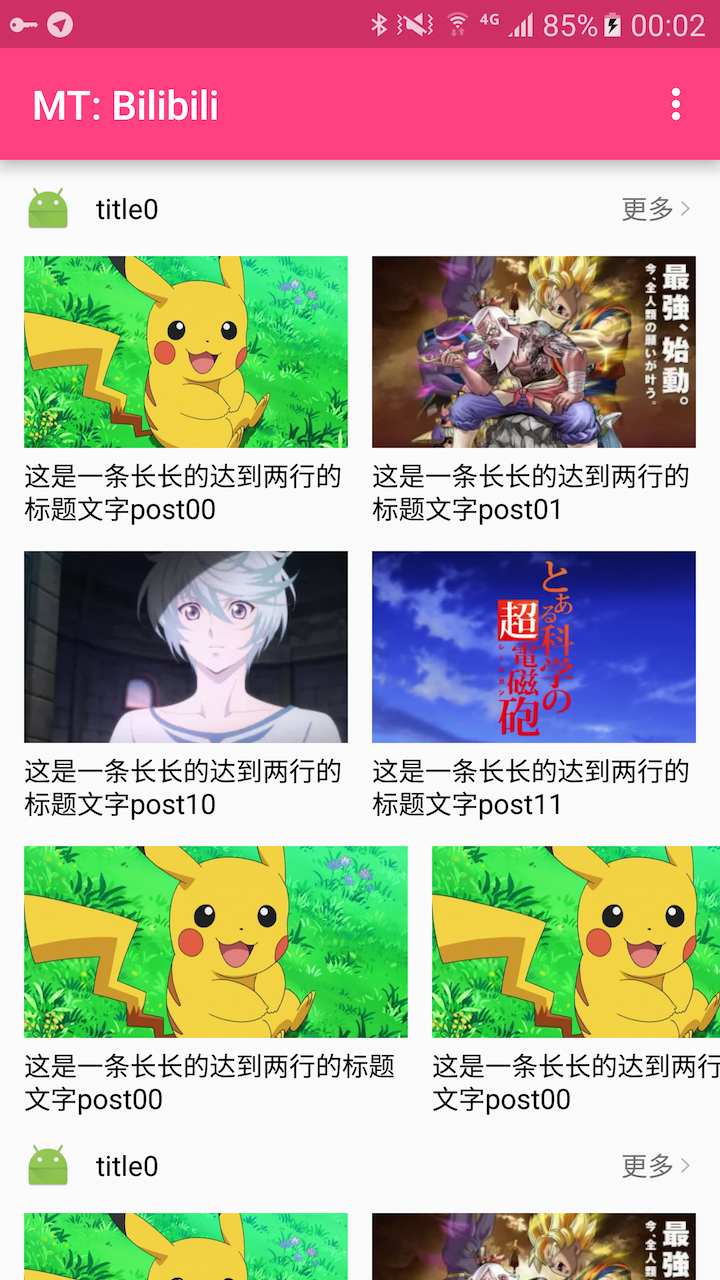 4G 85% 00:02
MT: Bilibili
title0 更多
最強、始動。
今、全人類の願いが叶う。
这是一条长长的达到两行的
标题文字post00
这是一条长长的达到两行的
标题文字post01
とある科学の
超電磁砲
这是一条长长的达到两行的
标题文字post10
这是一条长长的达到两行的
标题文字post11
这是一条长长的达到两行的标题
文字post00
这是一条长长的达到两行
文字post00
title0 更多
最強
今、全人類